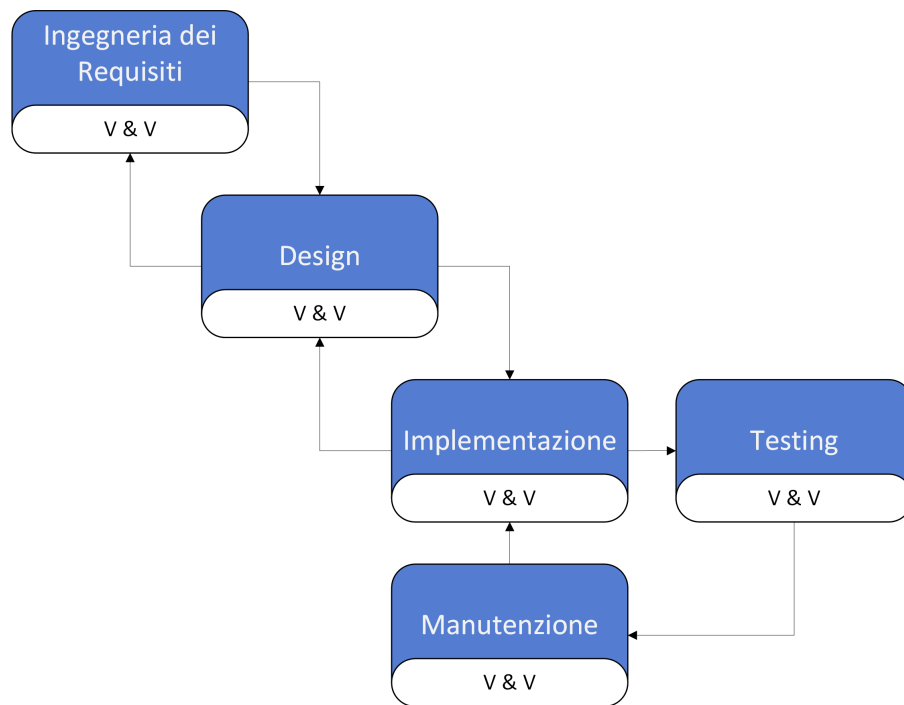 Ingegneria dei
Requisiti
V & V
Design
V & V
Implementazione
V & V
Testing
V & V
Manutenzione
V & V